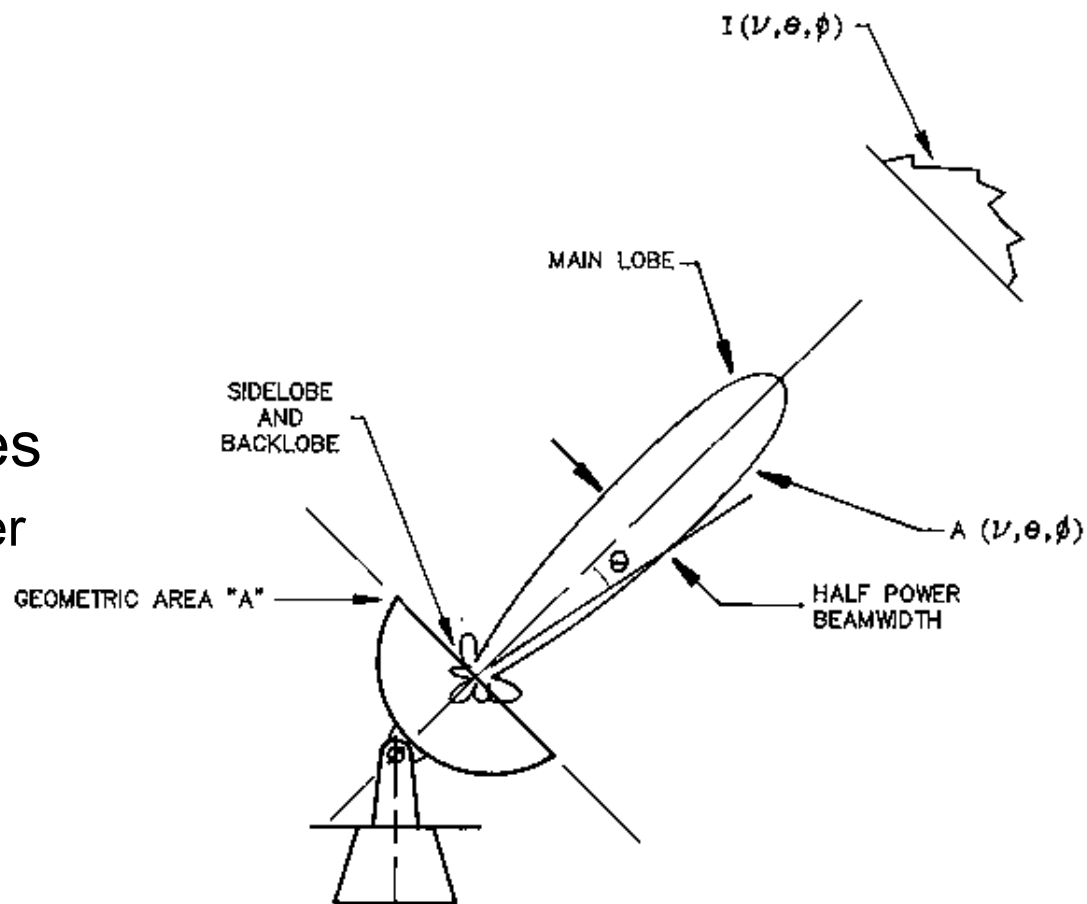 I(ν,θ,ϕ)
MAIN LOBE
SIDELOBE
AND
BACKLOBE
es
er
A (ν,θ,ϕ)
θ
GEOMETRIC AREA "A"
HALF POWER
BEAMWIDTH